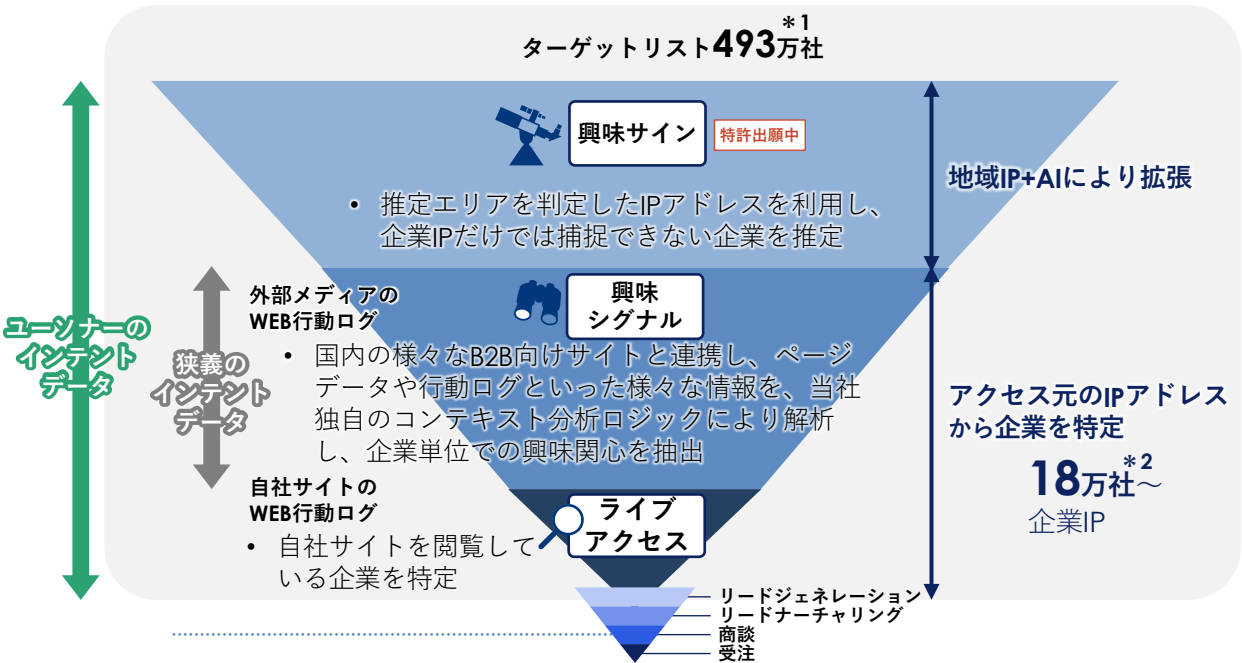 ターゲットリスト493万社＊1
興味サイン
特許出願中
• 推定エリアを判定したIPアドレスを利用し、
企業IPだけでは捕捉できない企業を推定
地域IP+AIにより拡張
ユーソナーの
インテント
データ
狭義の
インテント
データ
外部メディアの
WEB行動ログ
興味
シグナル
• 国内の様々なB2B向けサイトと連携し、ページ
データや行動ログといった様々な情報を、当社
独自のコンテキスト分析ロジックにより解析
し、企業単位での興味関心を抽出
アクセス元のIPアドレス
から企業を特定
18万社＊2～
企業IP
自社サイトの
WEB行動ログ
ライブ
アクセス
• 自社サイトを閲覧して
いる企業を特定
リードジェネレーション
リードナーチャリング
商談
受注